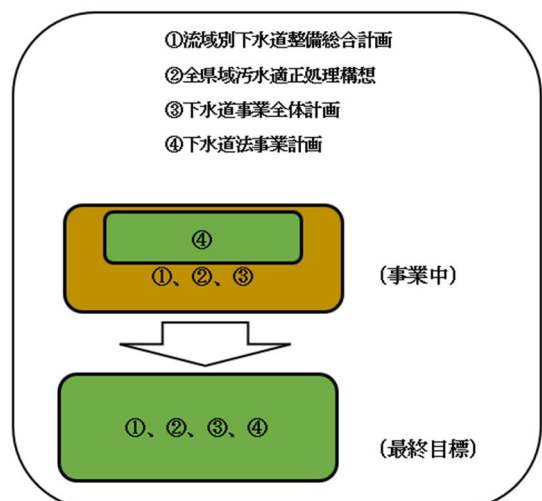 ①流域別下水道整備総合計画
②全県域汚水適正処理構想
③下水道事業全体計画
④下水道法事業計画
④
①、②、③
（事業中）
①、②、③、④
（最終目標）